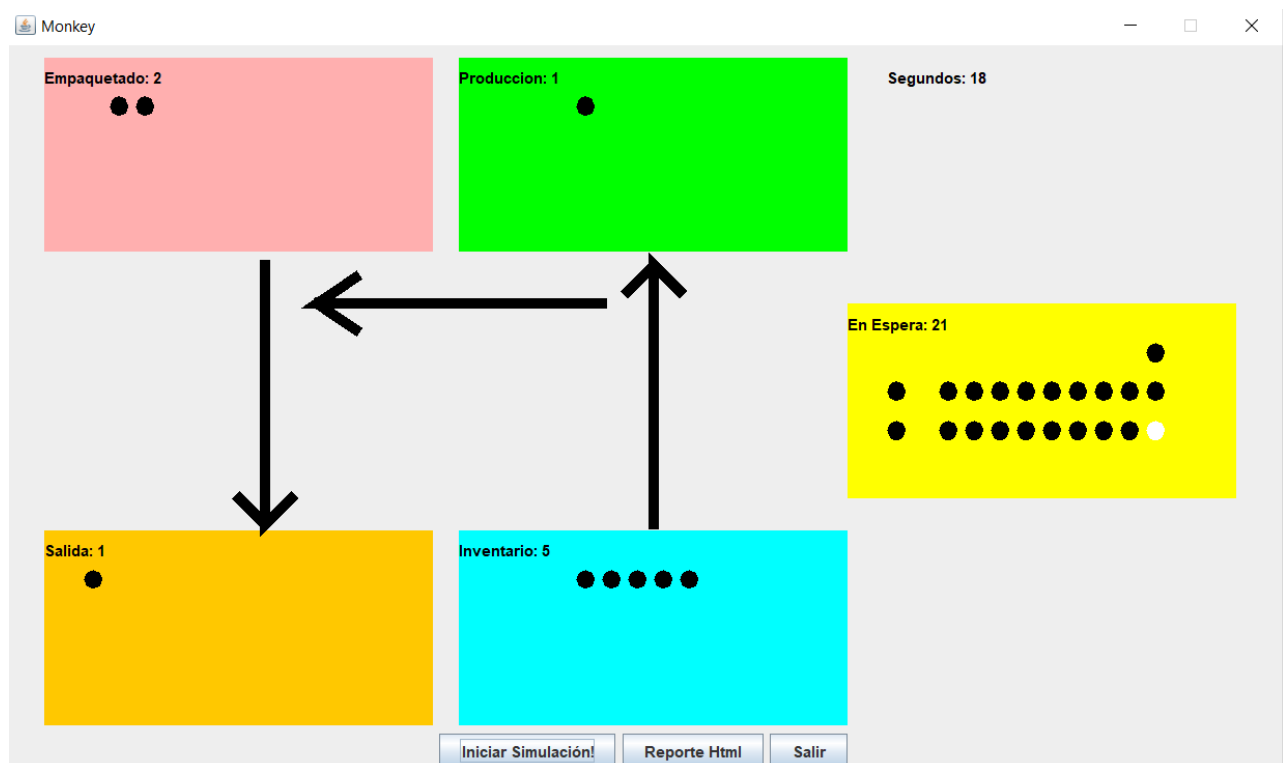 Monkey
Empaquetado: 2
Produccion: 1
Segundos: 18
En Espera: 21
Salida: 1
Inventario: 5
Iniciar Simulación!
Reporte Html
Salir